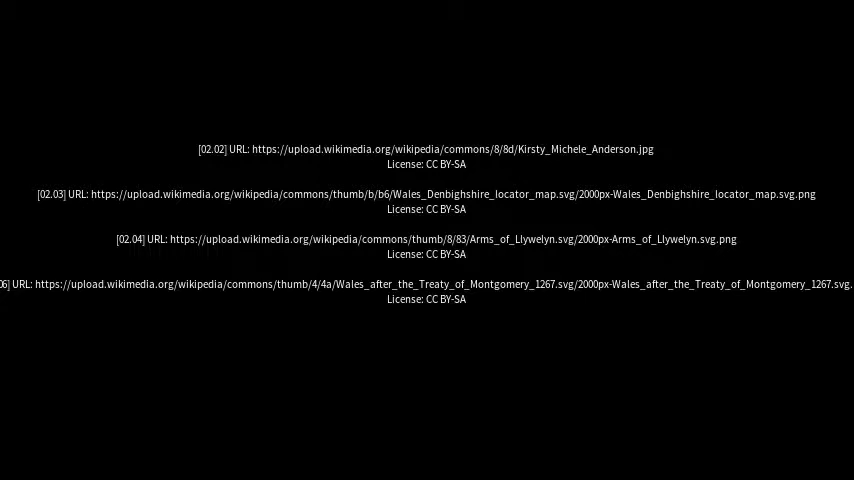 [02.02] URL: https://upload.wikimedia.org/wikipedia/commons/8/8d/Kirsty_Michele_Anderson.jpg
License: CC BY-SA
[02.03] URL: https://upload.wikimedia.org/wikipedia/commons/thumb/b/b6/Wales_Denbighshire_locator_map.svg/2000px-Wales_Denbighshire_locator_map.svg.png
License: CC BY-SA
[02.04] URL: https://upload.wikimedia.org/wikipedia/commons/thumb/8/83/Arms_of_Llywelyn.svg/2000px-Arms_of_Llywelyn.svg.png
License: CC BY-SA
06] URL: https://upload.wikimedia.org/wikipedia/commons/thumb/4/4a/Wales_after_the_Treaty_of_Montgomery_1267.svg/2000px-Wales_after_the_Treaty_of_Montgomery_1267.svg.
License: CC BY-SA